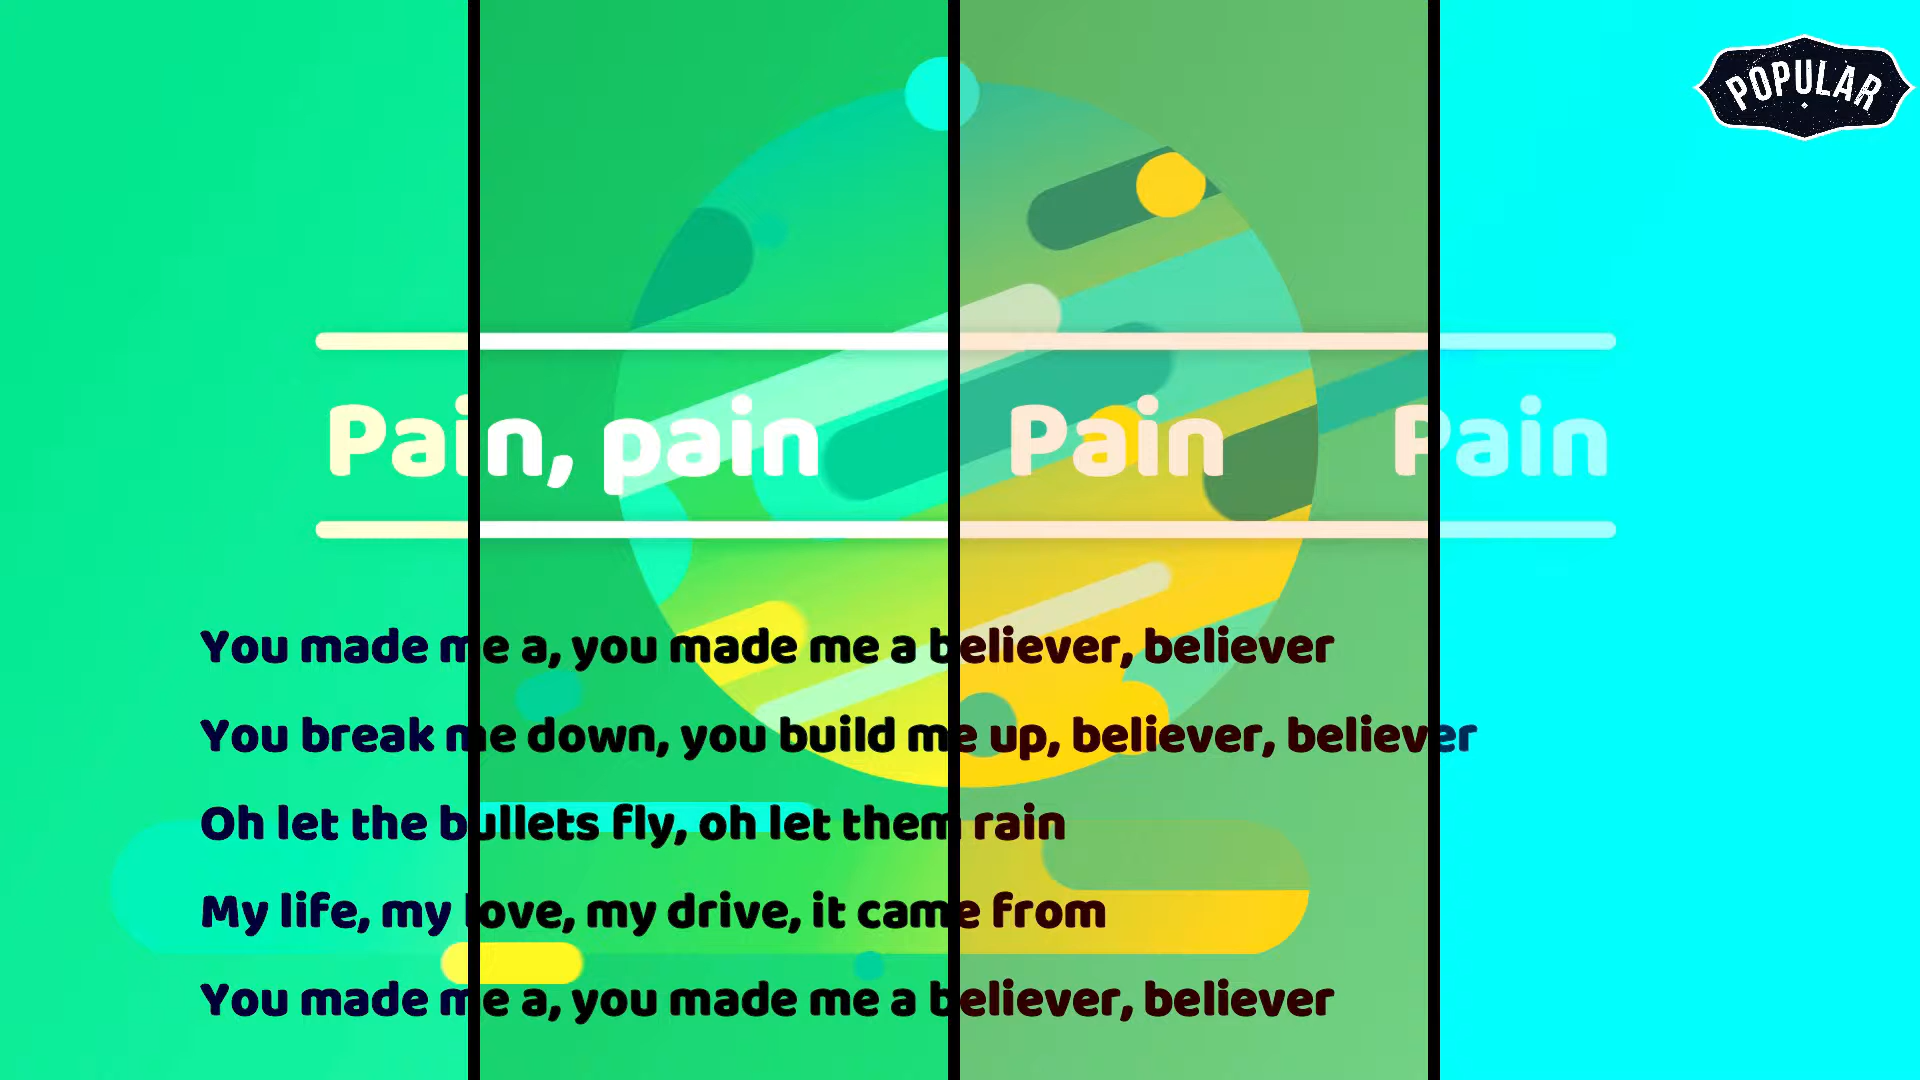 POPULAR
Pain, pain Pain Pain
You made me a, you made me a believer, believer
You break me down, you build me up, believer, believer
Oh let the bullets fly, oh let them rain
My life, my love, my drive, it came from
You made me a, you made me a believer, believer